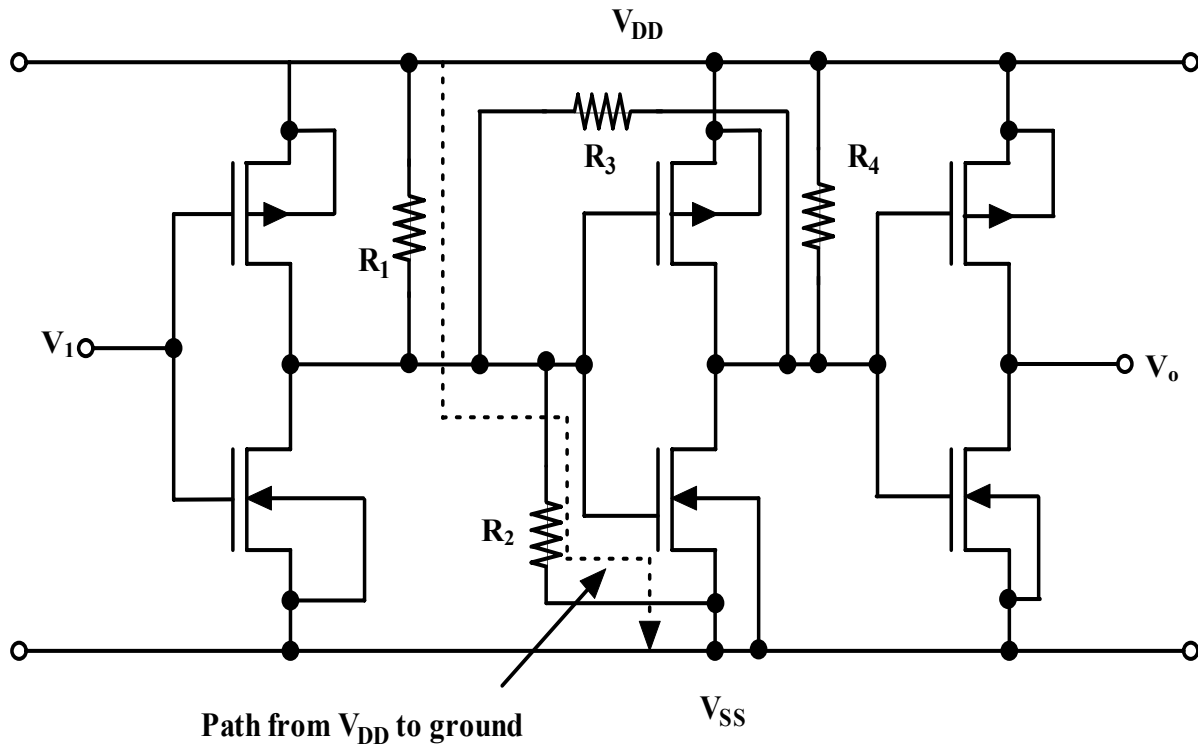 V_DD
R_3
R_4
R_1
V_1
V_o
R_2
V_SS
Path from V_DD to ground